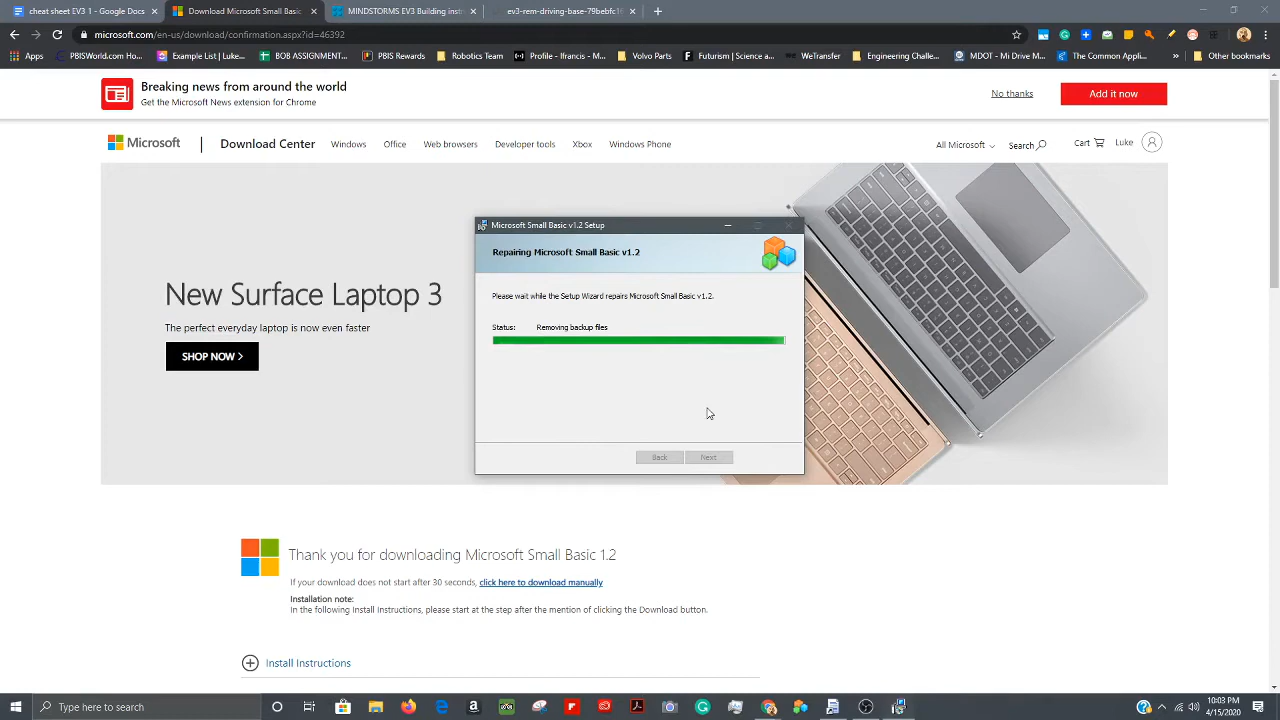 cheat sheet EV3 1 - Google Docs
Download Microsoft Small Basic
MINDSTORMS EV3 Building instr
ev3-rem-driving-base-79bebfc16
microsoft.com/en-us/download/confirmation.aspx?id=46392
Apps
PBISWorld.com Ho...
Example List | Luke...
BOB ASSIGNMENT...
PBIS Rewards
Robotics Team
Profile - lfrancis - M...
Volvo Parts
Futurism | Science a...
WeTransfer
Engineering Challe...
MDOT - Mi Drive M...
The Community, Ap...
»
Other bookmarks
Breaking news from around the world
Get the Microsoft News extension for Chrome
No thanks
Add it now
Microsoft
Download Center
Windows
Office
Web browsers
Developer tools
Xbox
Windows Phone
All Microsoft
Search
Cart
Luke
New Surface Laptop 3
The perfect everyday laptop is now even faster
SHOP NOW >
Microsoft Small Basic v1.2 Setup
Repairing Microsoft Small Basic v1.2
Please wait while the Setup Wizard repairs Microsoft Small Basic v1.2.
Status: Removing backup files
Back
Next
Thank you for downloading Microsoft Small Basic 1.2
If your download does not start after 30 seconds, click here to download manually
Installation note:
In the following Install Instructions, please start at the step after the mention of clicking the Download button.
Install Instructions
Type here to search
10:03 PM
4/15/2020